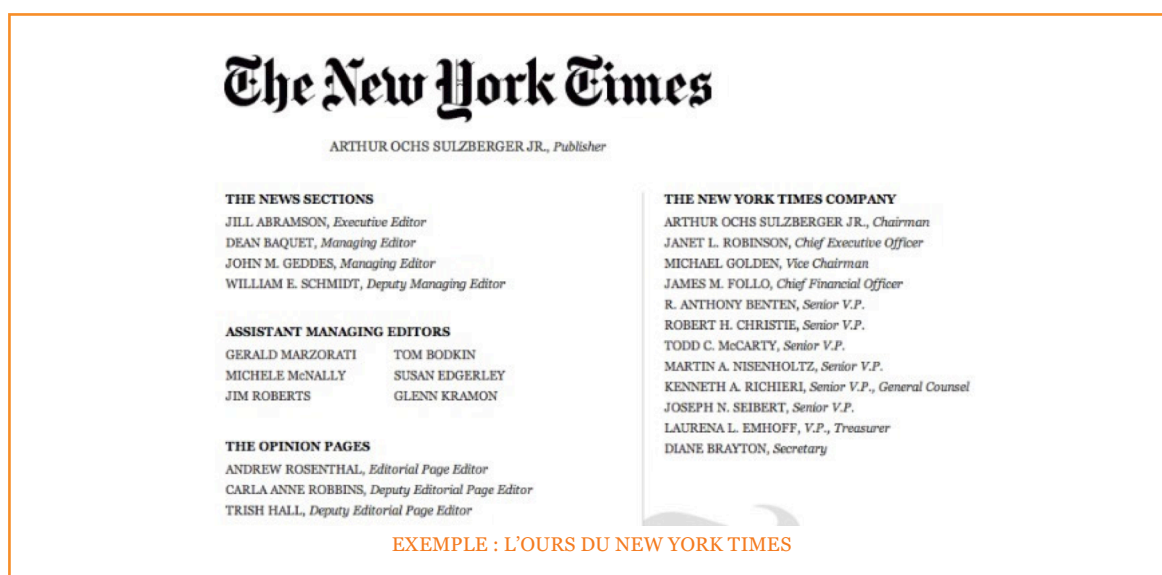 The New York Times
ARTHUR OCHS SULZBERGER JR., Publisher
THE NEWS SECTIONS
JILL ABRAMSON, Executive Editor
DEAN BAQUET, Managing Editor
JOHN M. GEDDES, Managing Editor
WILLIAM E. SCHMIDT, Deputy Managing Editor
ASSISTANT MANAGING EDITORS
GERALD MARZORATI TOM BODKIN
MICHELE McNALLY SUSAN EDGERLEY
JIM ROBERTS GLENN KRAMON
THE OPINION PAGES
ANDREW ROSENTHAL, Editorial Page Editor
CARLA ANNE ROBBINS, Deputy Editorial Page Editor
TRISH HALL, Deputy Editorial Page Editor
THE NEW YORK TIMES COMPANY
ARTHUR OCHS SULZBERGER JR., Chairman
JANET L. ROBINSON, Chief Executive Officer
MICHAEL GOLDEN, Vice Chairman
JAMES M. FOLLO, Chief Financial Officer
R. ANTHONY BENTEN, Senior V.P.
ROBERT H. CHRISTIE, Senior V.P.
TODD C. McCARTY, Senior V.P.
MARTIN A. NISENHOLTZ, Senior V.P.
KENNETH A. RICHIERI, Senior V.P., General Counsel
JOSEPH N. SEIBERT, Senior V.P.
LAURENA L. EMHOFF, V.P., Treasurer
DIANE BRAYTON, Secretary
EXEMPLE : L'OURS DU NEW YORK TIMES